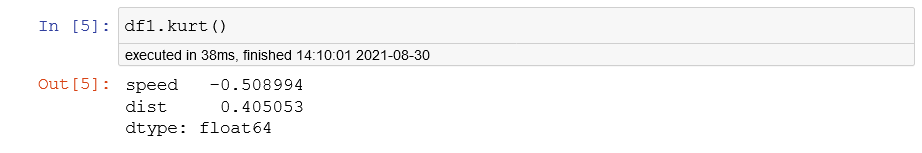 In [5]: df1.kurt()
executed in 38ms, finished 14:10:01 2021-08-30
Out[5]: speed   -0.508994
dist     0.405053
dtype: float64